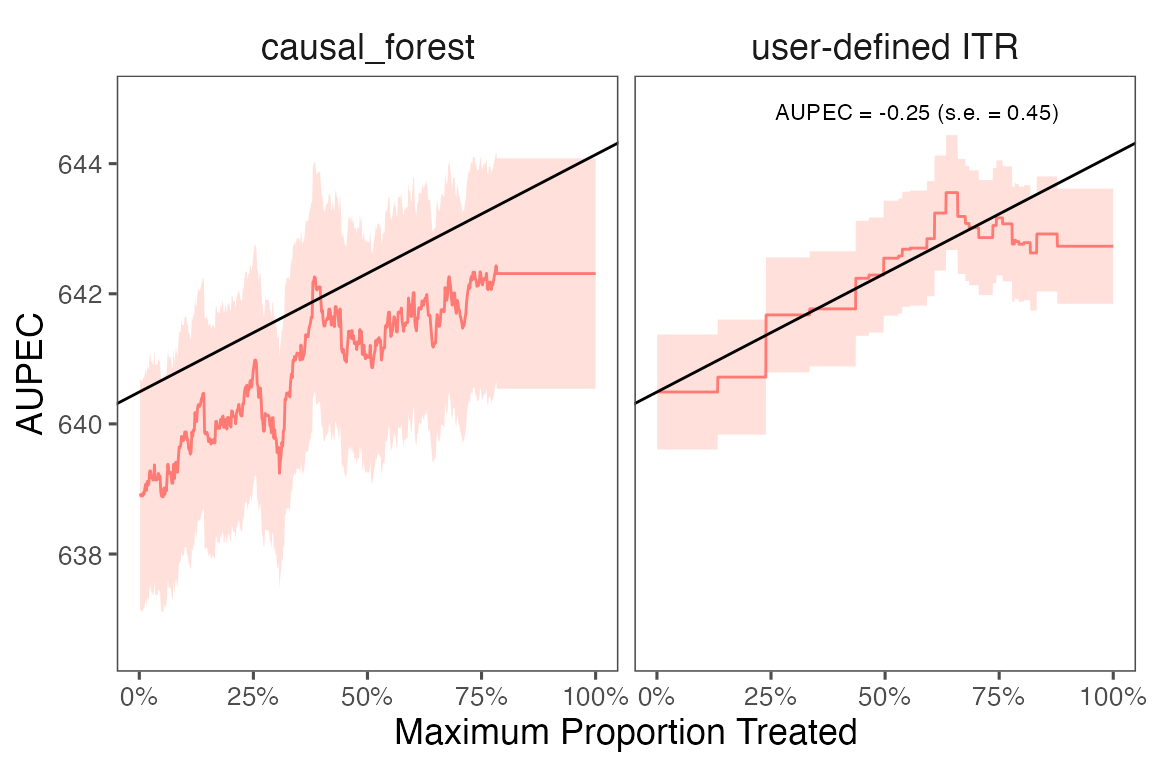 causal_forest
user-defined ITR
AUPEC = -0.25 (s.e. = 0.45)
644
642
640
638
AUPEC
0% 25% 50% 75% 100% 0% 25% 50% 75% 100%
Maximum Proportion Treated